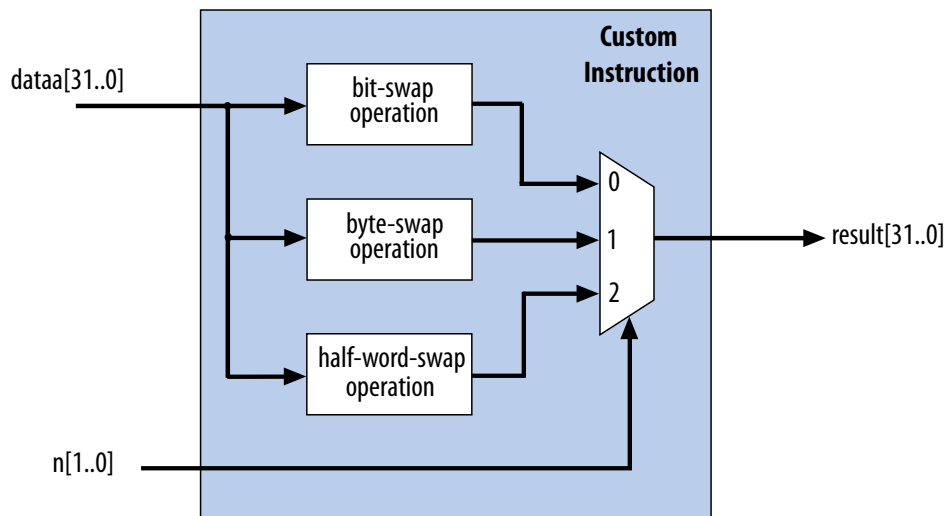 Custom
Instruction
dataa[31..0]
bit-swap
operation
0
byte-swap
operation
1
result[31..0]
2
half-word-swap
operation
n[1..0]